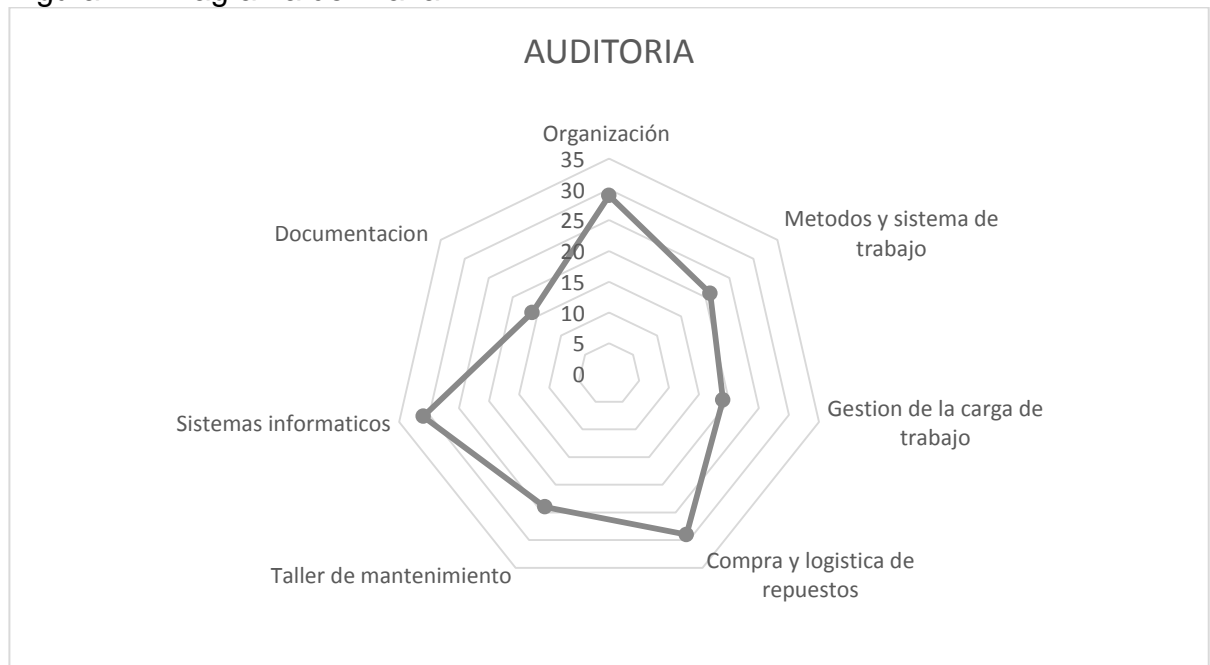 AUDITORIA
Organización
35
30
25
20
15
10
5
0
Metodos y sistema de
trabajo
Gestion de la carga de
trabajo
Compra y logistica de
repuestos
Taller de mantenimiento
Sistemas informaticos
Documentacion